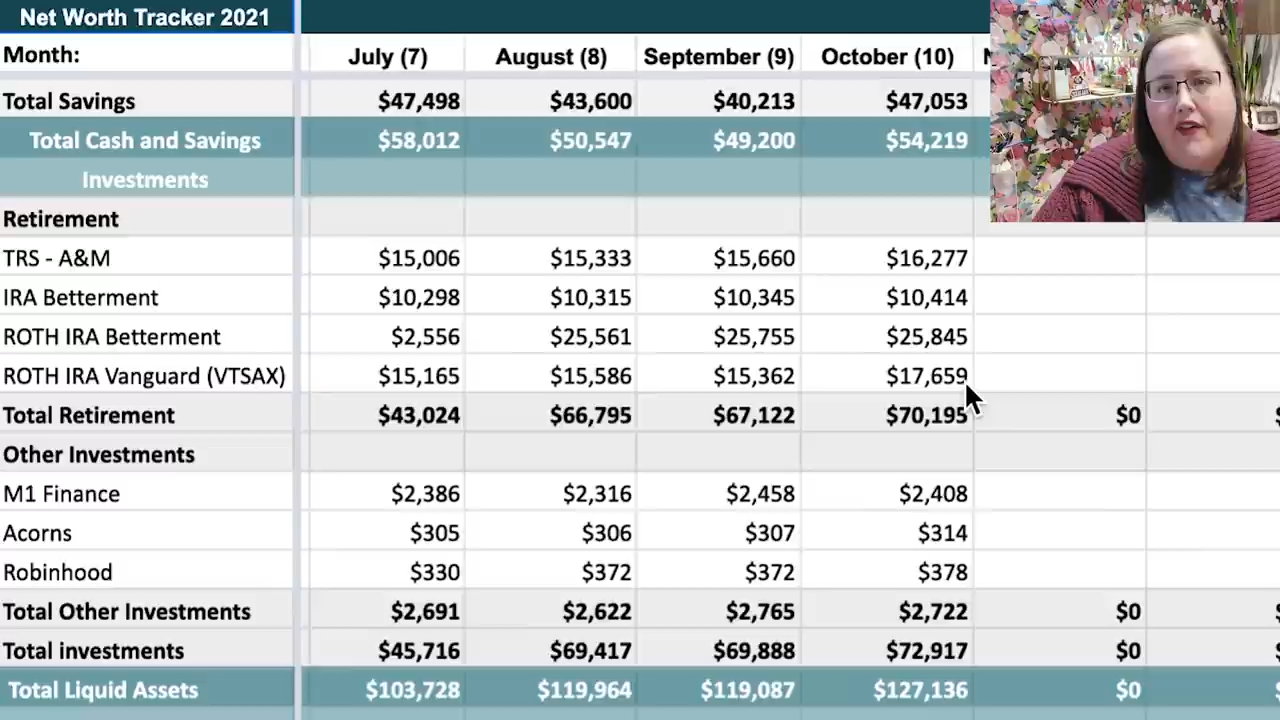 Net Worth Tracker 2021
Month: July (7) August (8) September (9) October (10)
Total Savings $47,498 $43,600 $40,213 $47,053
Total Cash and Savings $58,012 $50,547 $49,200 $54,219
Investments
Retirement
TRS - A&M $15,006 $15,333 $15,660 $16,277
IRA Betterment $10,298 $10,315 $10,345 $10,414
ROTH IRA Betterment $2,556 $25,561 $25,755 $25,845
ROTH IRA Vanguard (VTSAX) $15,165 $15,586 $15,362 $17,659
Total Retirement $43,024 $66,795 $67,122 $70,195 $0
Other Investments
M1 Finance $2,386 $2,316 $2,458 $2,408
Acorns $305 $306 $307 $314
Robinhood $330 $372 $372 $378
Total Other Investments $2,691 $2,622 $2,765 $2,722 $0
Total investments $45,716 $69,417 $69,888 $72,917 $0
Total Liquid Assets $103,728 $119,964 $119,087 $127,136 $0